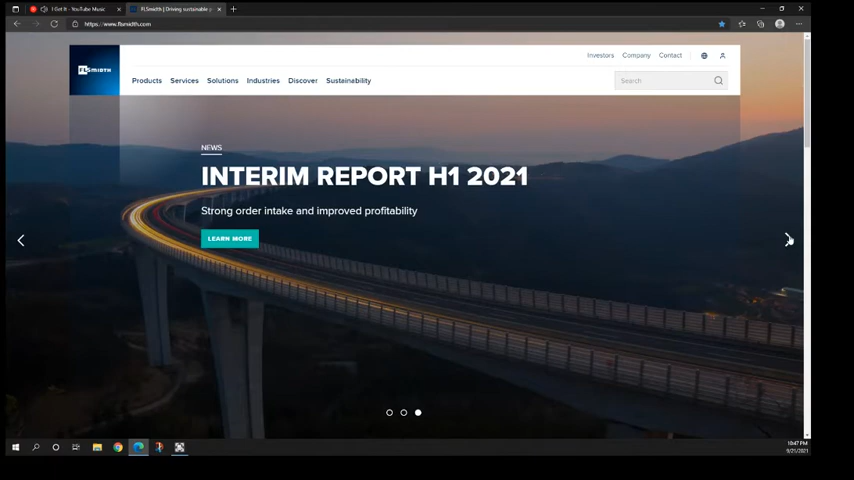 I Got It - YouTube Music
FLSmidth | Driving sustainable p
https://www.flsmidth.com
Investors Company Contact
FLSMIDTH
Products Services Solutions Industries Discover Sustainability
Search
NEWS
INTERIM REPORT H1 2021
Strong order intake and improved profitability
LEARN MORE
10:47 PM
9/21/2021